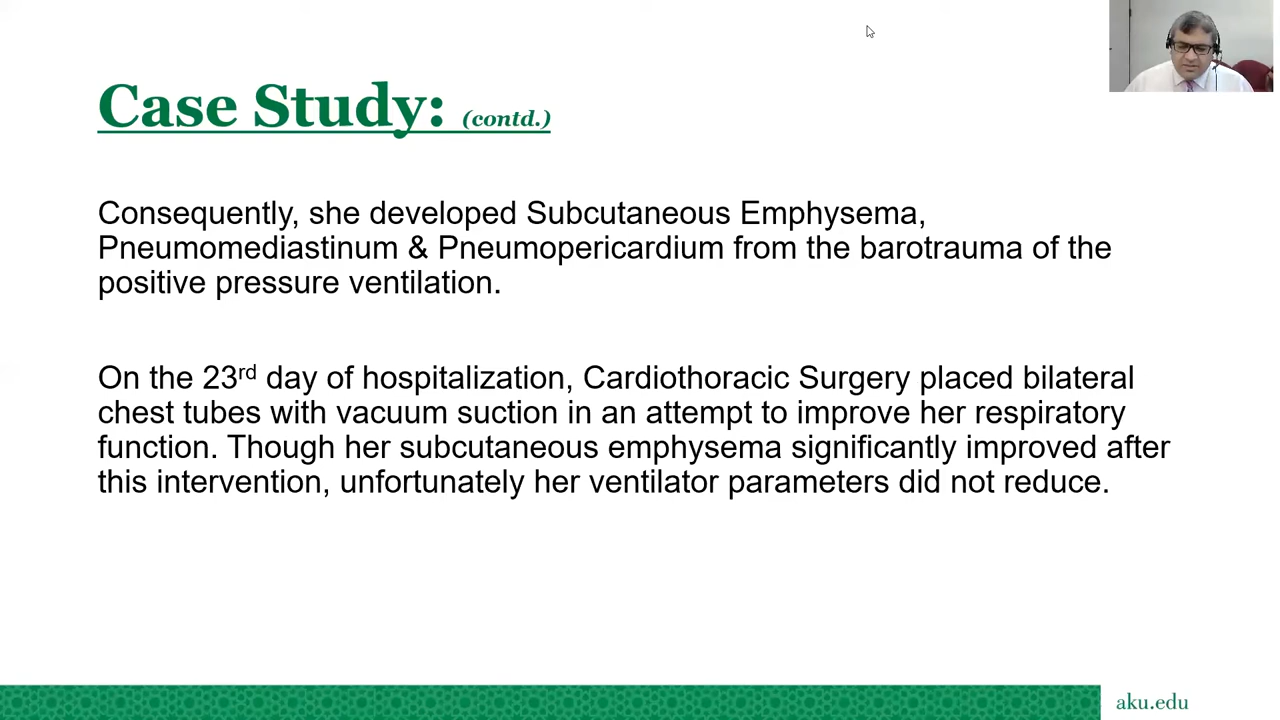 Case Study: (contd.)
Consequently, she developed Subcutaneous Emphysema,
Pneumomediastinum & Pneumopericardium from the barotrauma of the
positive pressure ventilation.
On the 23rd day of hospitalization, Cardiothoracic Surgery placed bilateral
chest tubes with vacuum suction in an attempt to improve her respiratory
function. Though her subcutaneous emphysema significantly improved after
this intervention, unfortunately her ventilator parameters did not reduce.
aku.edu